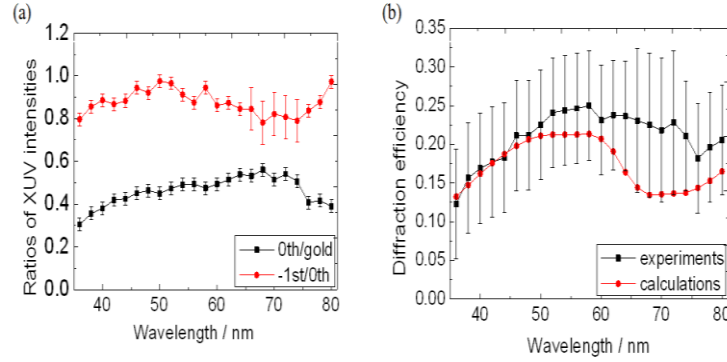 (a)
Ratios of XUV intensities
1.2
1.0
0.8
0.6
0.4
0.2
0.0
0th/gold
-1st/0th
40 50 60 70 80
Wavelength / nm
(b)
Diffraction efficiency
0.35
0.30
0.25
0.20
0.15
0.10
0.05
0.00
experiments
calculations
40 50 60 70 80
Wavelength / nm